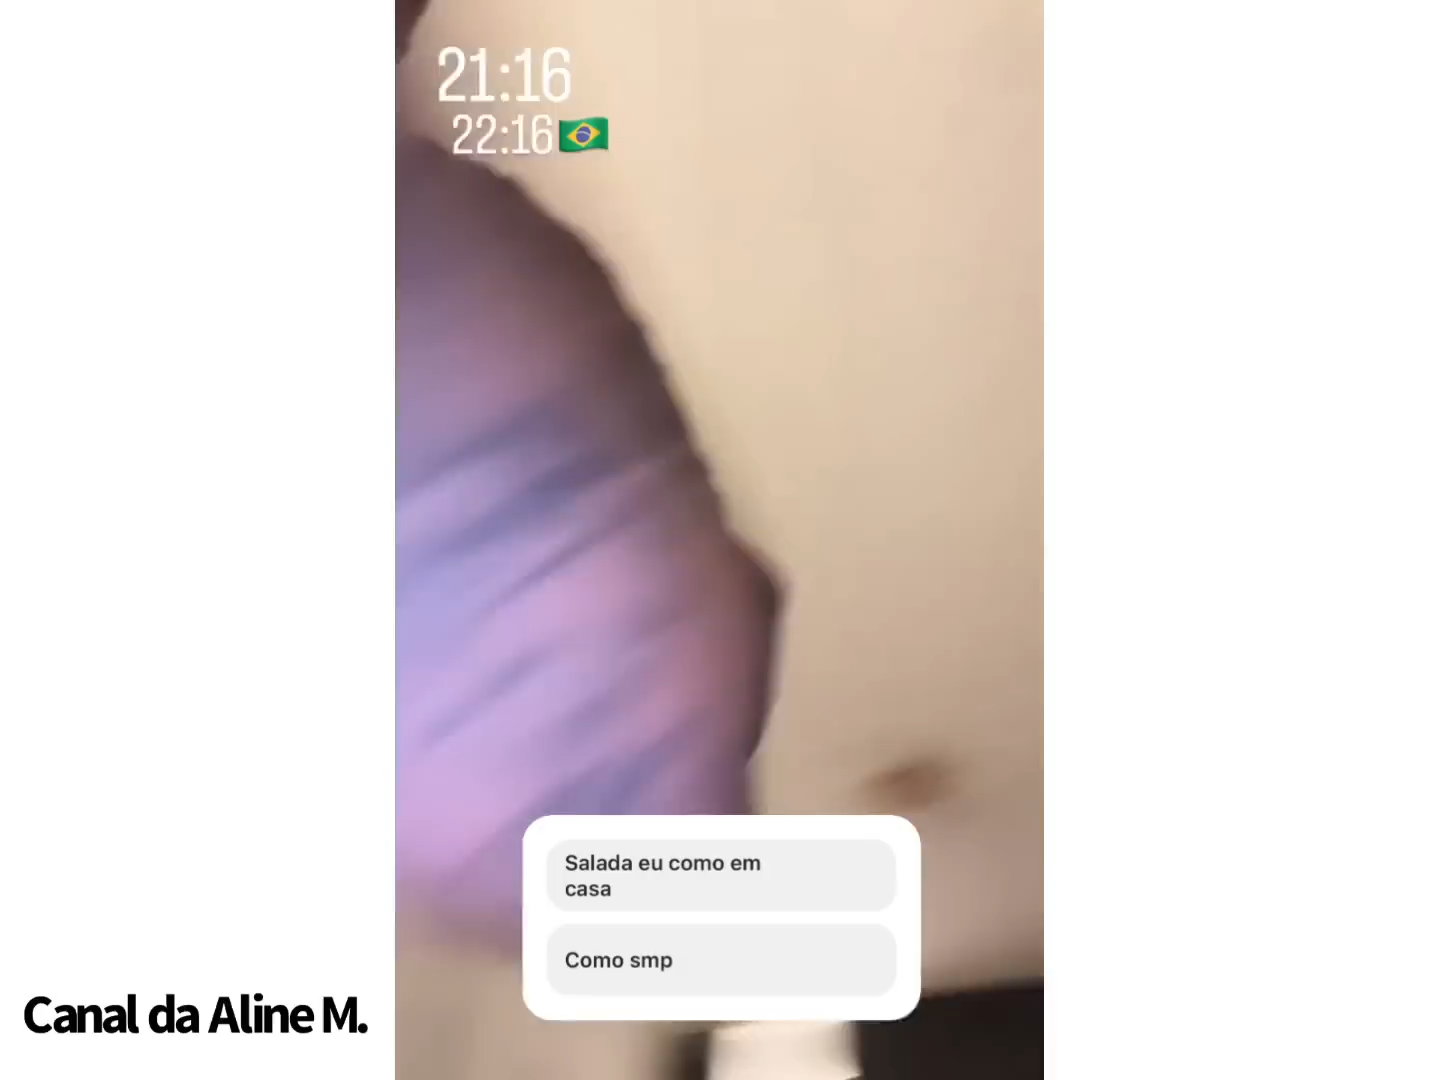 21:16
22:16
Salada eu como em
casa
Como smp
Canal da Aline M.